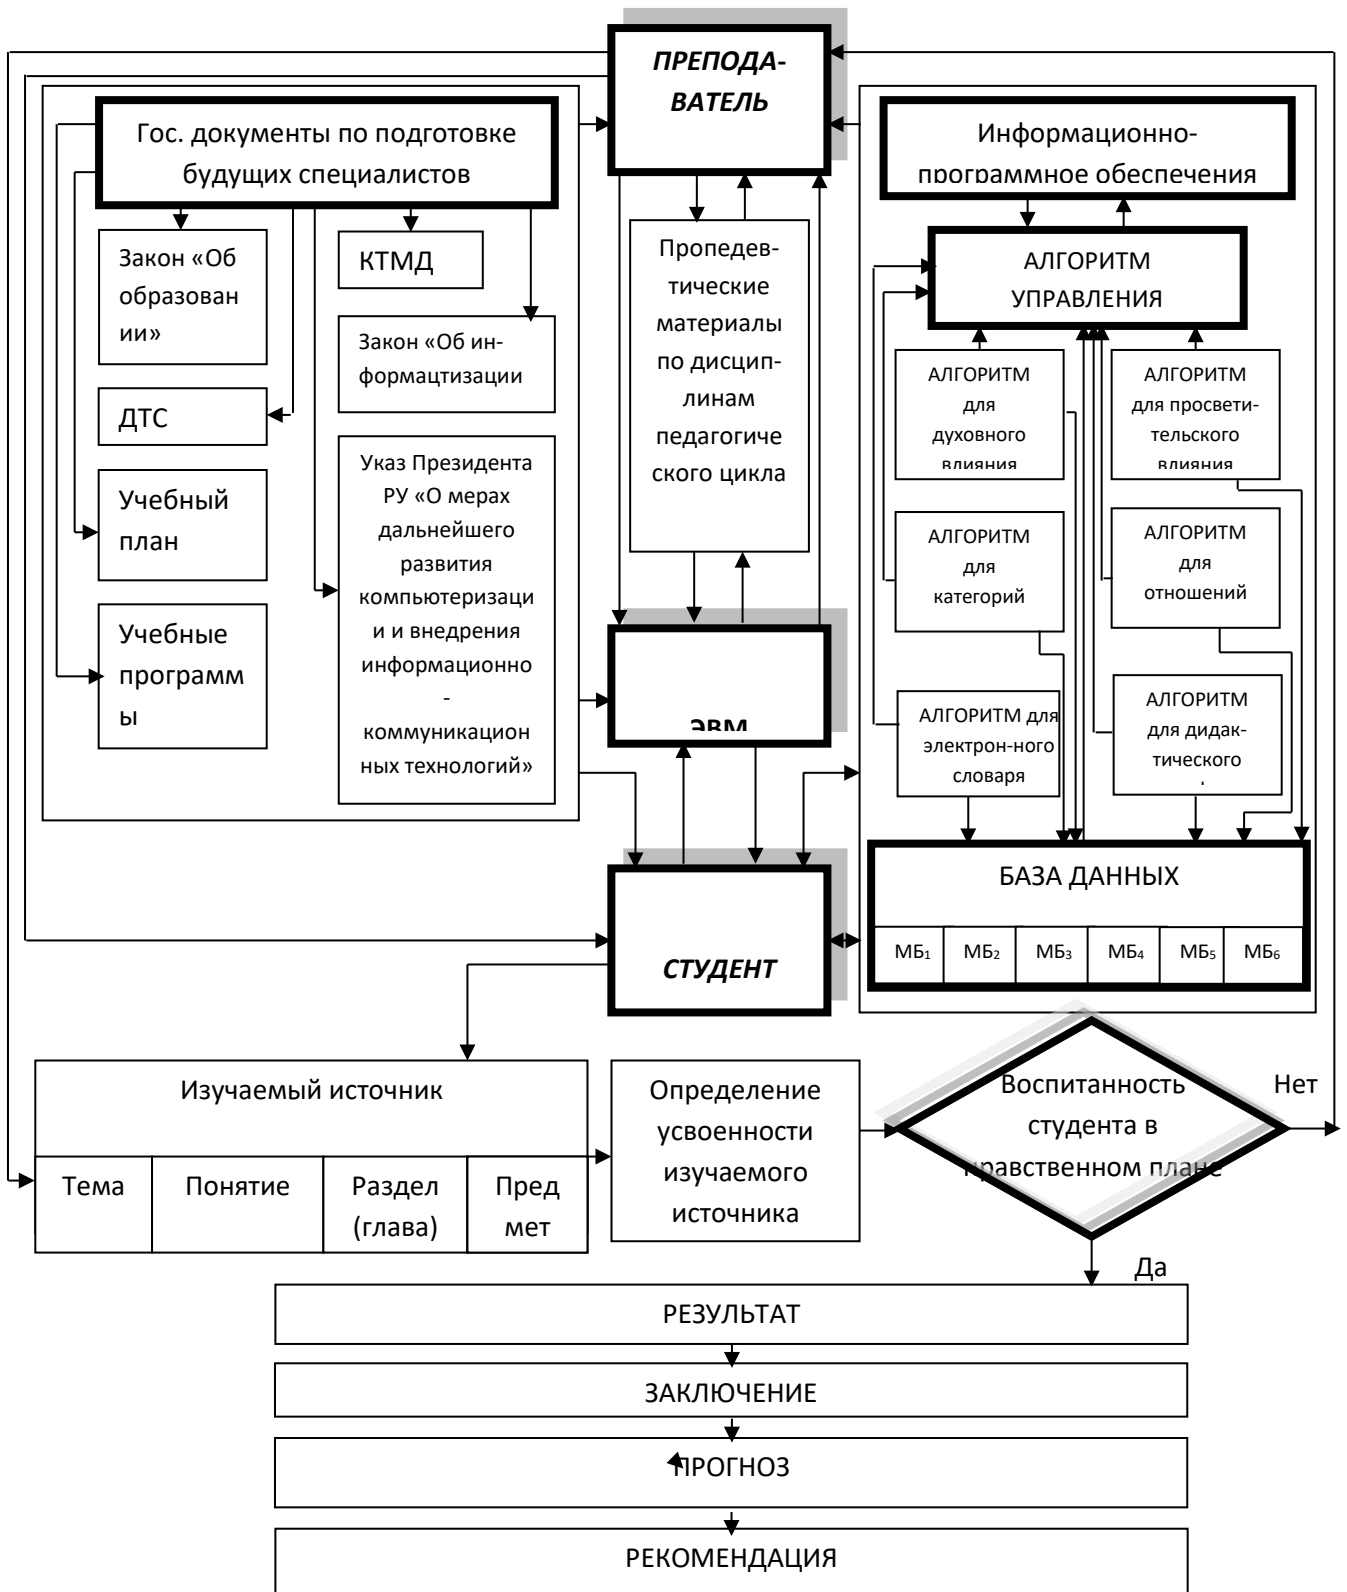 ПРЕПОДА-
ВАТЕЛЬ
Гос. документы по подготовке
будущих специалистов
Закон «Об
образован
ии»
ДТС
Учебный
план
Учебные
программ
ы
КТМД
Закон «Об ин-
формацтизации
Указ Президента
РУ «О мерах
дальнейшего
развития
компьютеризаци
и и внедрения
информационно
-
коммуникацион
ных технологий»
Пропедев-
тические
материалы
по дисцип-
линам
педагогиче
ского цикла
ЭВМ
СТУДЕНТ
Информационно-
программное обеспечения
АЛГОРИТМ
УПРАВЛЕНИЯ
АЛГОРИТМ
для
духовного
влияния
АЛГОРИТМ
для просвети-
тельского
влияния
АЛГОРИТМ
для
категорий
АЛГОРИТМ
для
отношений
АЛГОРИТМ для
электрон-ного
словаря
АЛГОРИТМ
для дидак-
тического
БАЗА ДАННЫХ
МБ1 МБ2 МБ3 МБ4 МБ5 МБ6
Изучаемый источник
Тема
Понятие
Раздел
(глава)
Пред
мет
Определение
усвоенности
изучаемого
источника
Воспитанность
студента в
нравственном плане
Нет
Да
РЕЗУЛЬТАТ
ЗАКЛЮЧЕНИЕ
ПРОГНОЗ
РЕКОМЕНДАЦИЯ